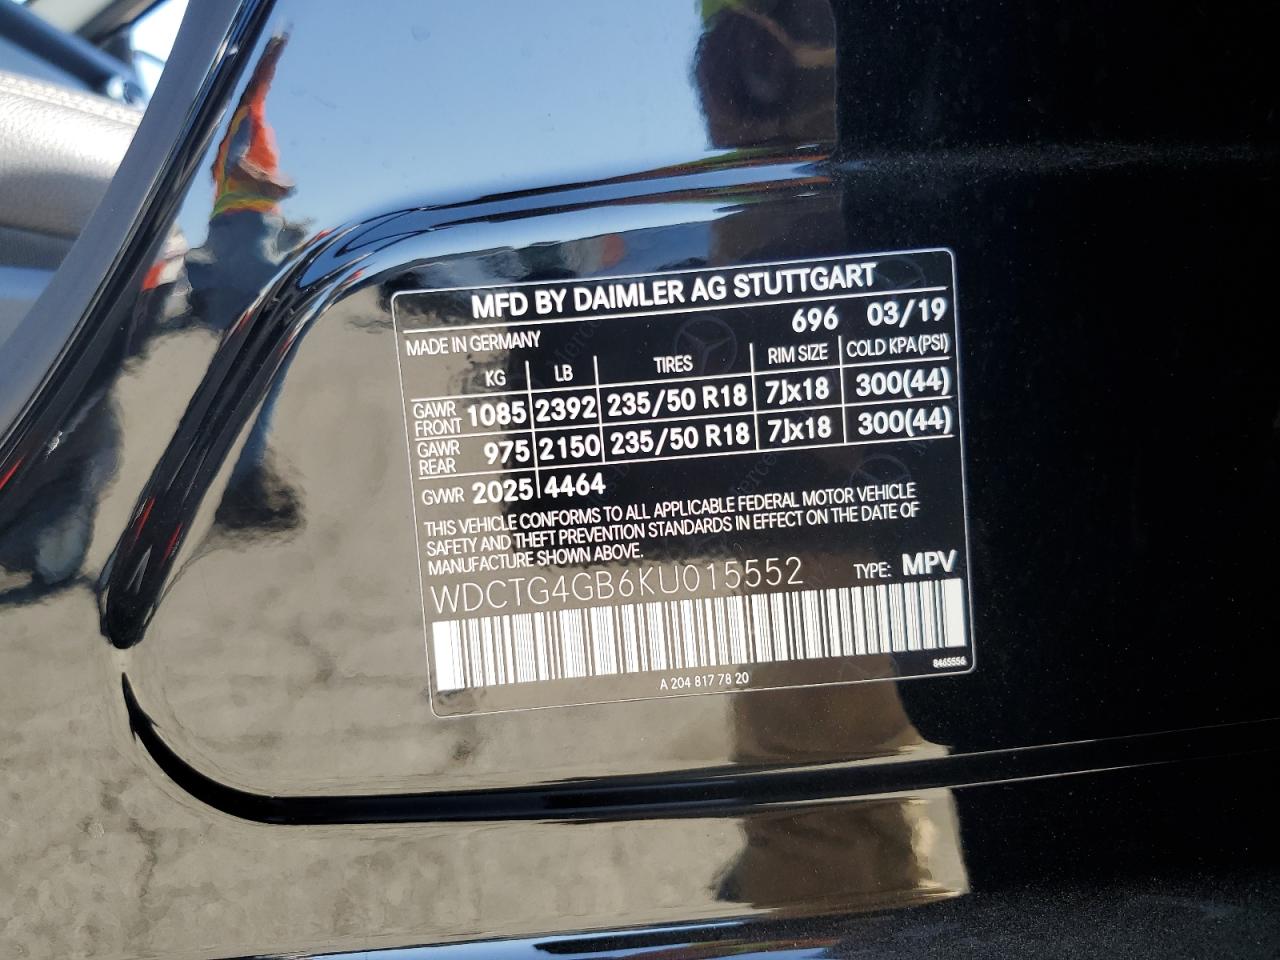 MFD BY DAIMLER AG STUTTGART
MADE IN GERMANY 696 03/19
KG LB TIRES RIM SIZE COLD KPA (PSI)
GAWR FRONT 1085 2392 235/50 R18 7Jx18 300(44)
GAWR REAR 975 2150 235/50 R18 7Jx18 300(44)
GVWR 2025 4464
THIS VEHICLE CONFORMS TO ALL APPLICABLE FEDERAL MOTOR VEHICLE
SAFETY AND THEFT PREVENTION STANDARDS IN EFFECT ON THE DATE OF
MANUFACTURE SHOWN ABOVE.
WDCTG4GB6KU015552 TYPE: MPV
8465556
A 204 817 78 20